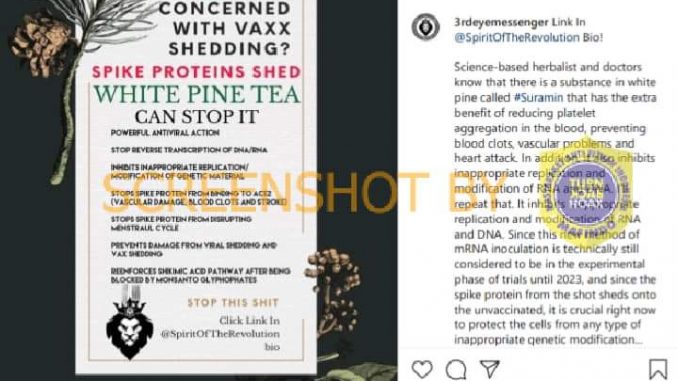 CONCERNED
WITH VAXX
SHEDDING?
SPIKE PROTEINS SHED
WHITE PINE TEA
CAN STOP IT
POWERFUL ANTIVIRAL ACTION
STOP REVERSE TRANSCRIPTION OF DNA/RNA
INHIBITS INAPPROPRIATE REPLICATION/
MODIFICATION OF GENETIC MATERIAL
STOPS SPIKE PROTEIN FROM BINDING TO ACE2
(VASCULAR DAMAGE, BLOOD CLOTS AND STROKE)
STOPS SPIKE PROTEIN FROM DISRUPTING
MENSTRAUL CYCLE
PREVENTS DAMAGE FROM VIRAL SHEDDING AND
VAX SHEDDING
REENFORCES SHIKIMIC ACID PATHWAY AFTER BEING
BLOCKED BY MONSANTO GLYPHOPHATES
STOP THIS SHIT
Click Link In
@SpiritOfTheRevolution
bio
SCREENSHOT BY
3rdeyemessenger Link In
@SpiritOfTheRevolution Bio!
Science-based herbalist and doctors
know that there is a substance in white
pine called #Suramin that has the extra
benefit of reducing platelet
aggregation in the blood, preventing
blood clots, vascular problems and
heart attack. In addition, it also inhibits
inappropriate replication and
modification of RNA and DNA. I'll
repeat that. It inhibits inappropriate
replication and modification of RNA
and DNA. Since this new method of
mRNA inoculation is technically still
considered to be in the experimental
phase of trials until 2023, and since the
spike protein from the shot sheds onto
the unvaccinated, it is crucial right now
to protect the cells from any type of
inappropriate genetic modification...
HOAX
MAFINDO